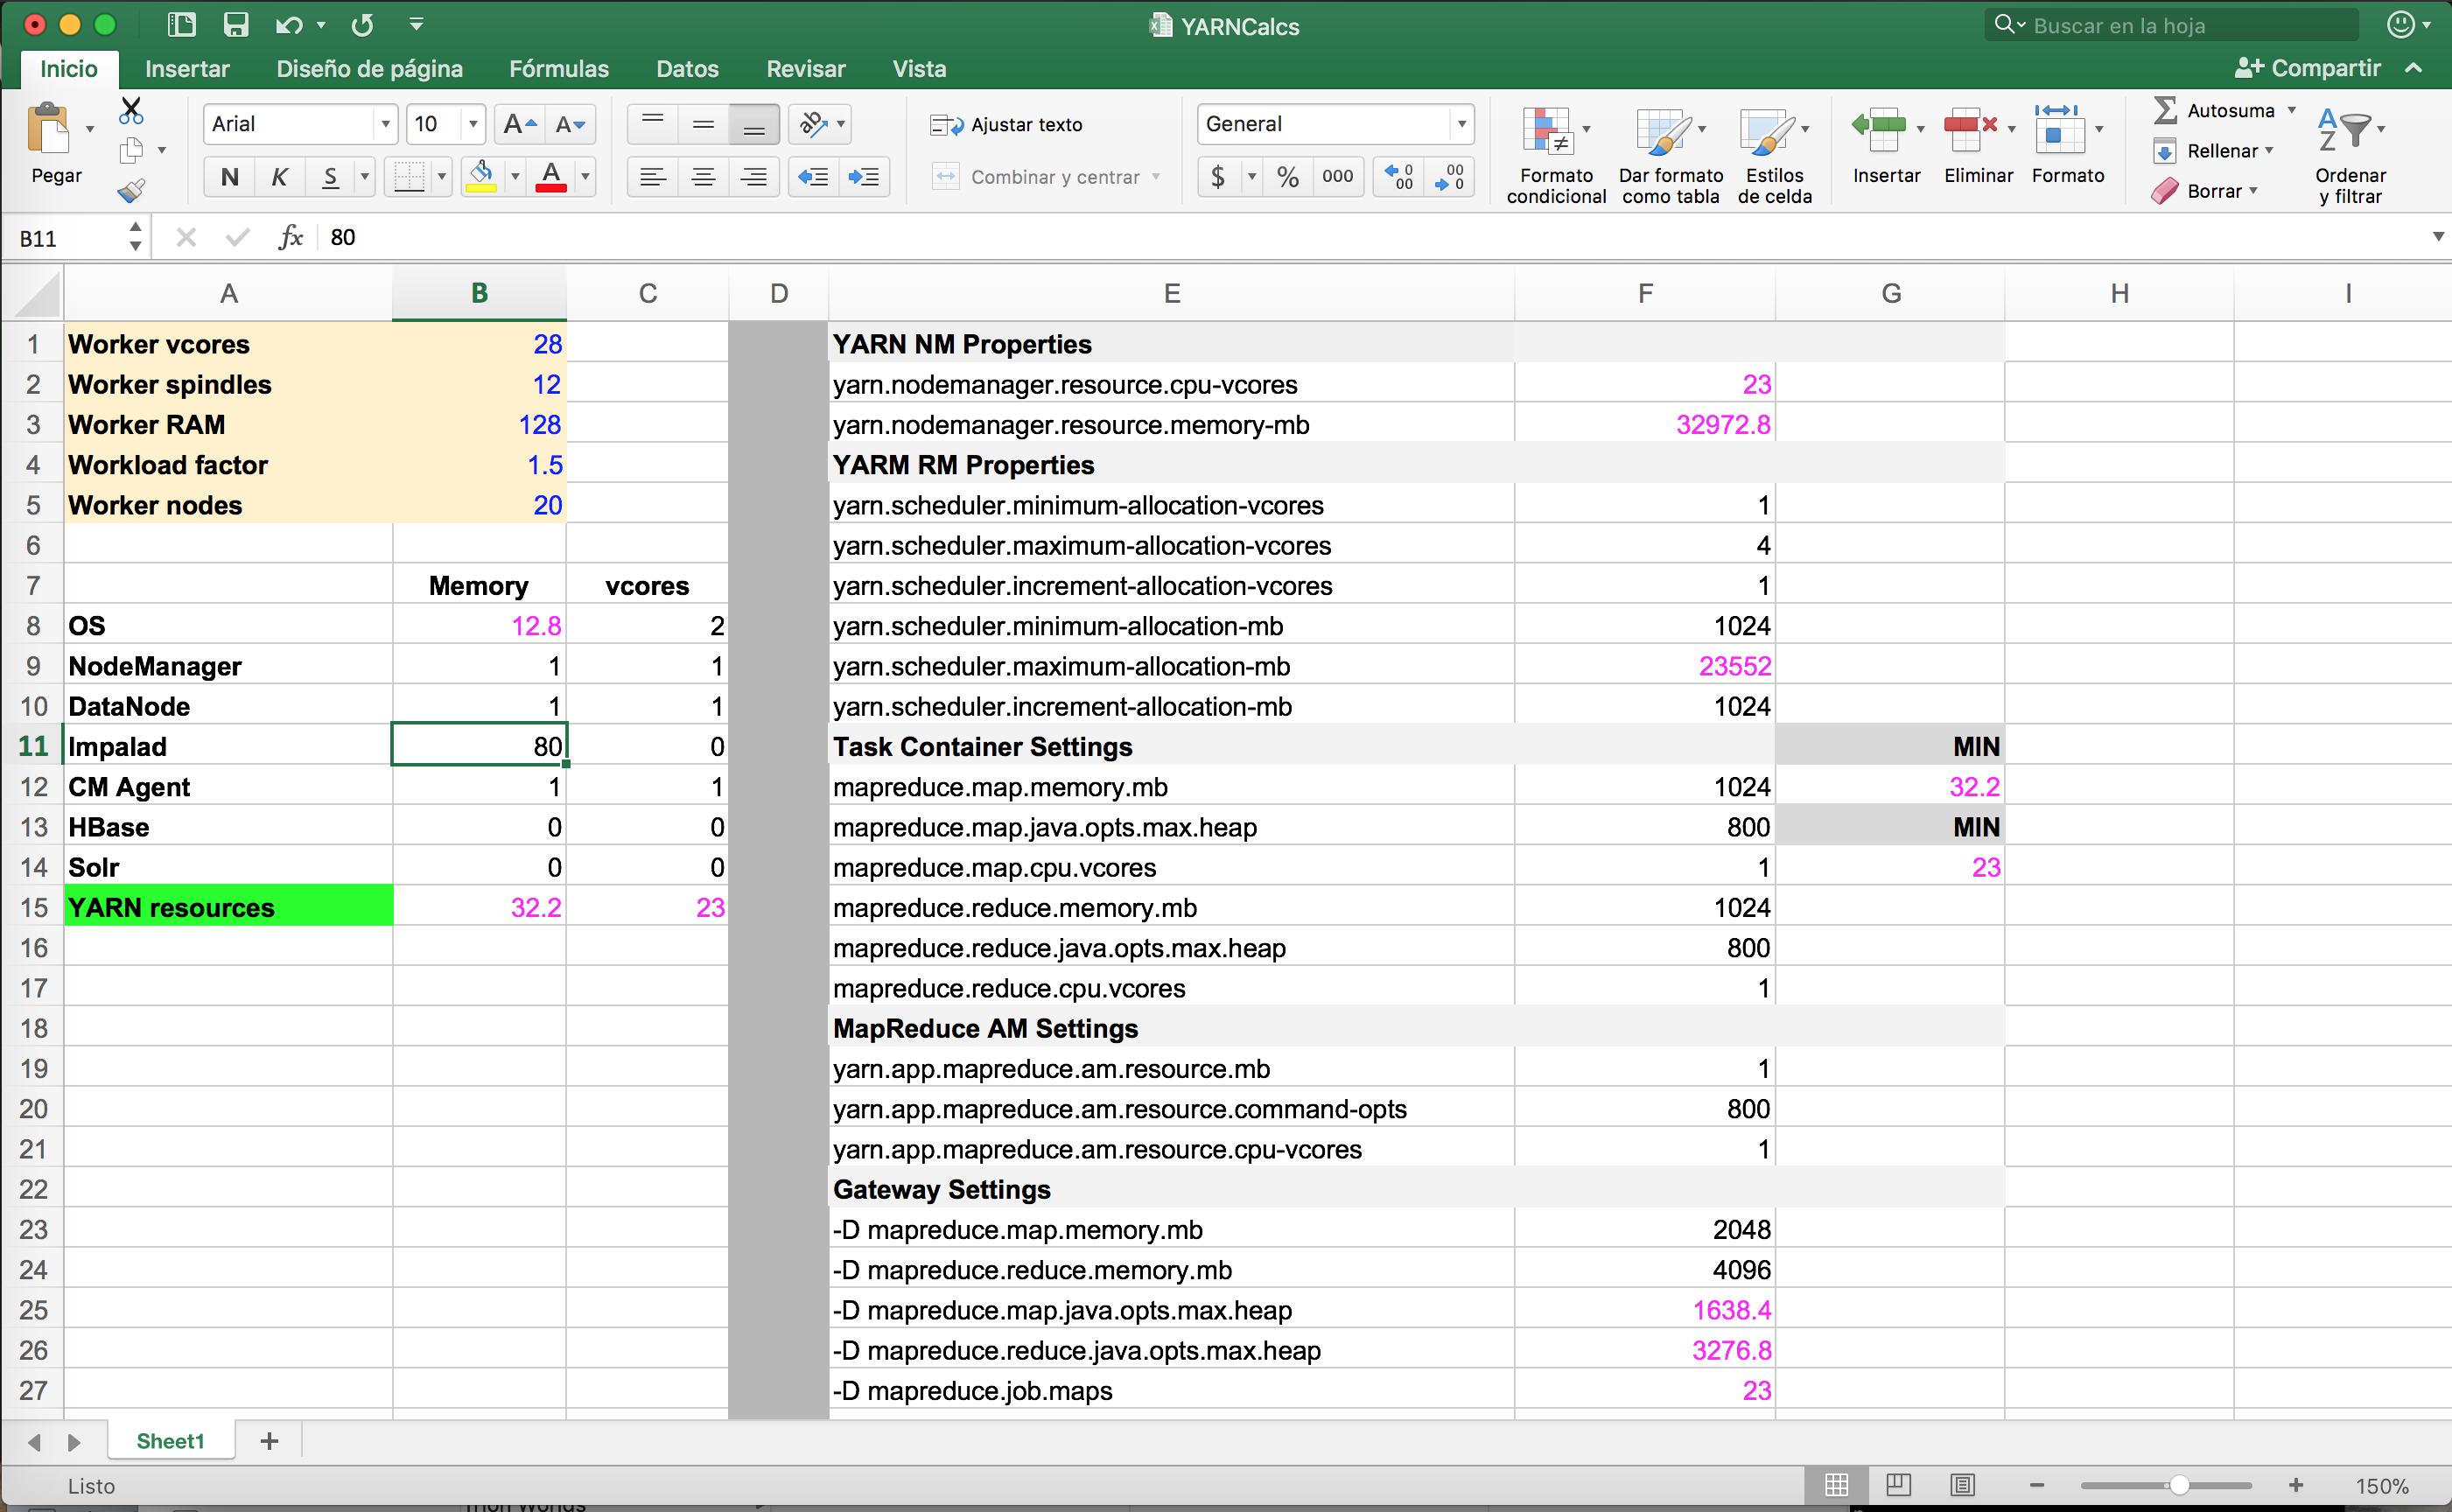 YARNCalcs
Buscar en la hoja
Inicio Insertar Diseño de página Fórmulas Datos Revisar Vista Compartir
Pegar
Arial 10 A A
N K S A
ab
Ajustar texto
Combinar y centrar
General
$ % 000 0 00 00 0
Formato condicional
Dar formato como tabla
Estilos de celda
Insertar
Eliminar
Formato
Autosuma
Rellenar
Borrar
A Z
Ordenar y filtrar
B11 fx 80
A B C D E F G H I
1 Worker vcores 28 YARN NM Properties
2 Worker spindles 12 yarn.nodemanager.resource.cpu-vcores 23
3 Worker RAM 128 yarn.nodemanager.resource.memory-mb 32972.8
4 Workload factor 1.5 YARM RM Properties
5 Worker nodes 20 yarn.scheduler.minimum-allocation-vcores 1
6 yarn.scheduler.maximum-allocation-vcores 4
7 Memory vcores yarn.scheduler.increment-allocation-vcores 1
8 OS 12.8 2 yarn.scheduler.minimum-allocation-mb 1024
9 NodeManager 1 1 yarn.scheduler.maximum-allocation-mb 23552
10 DataNode 1 1 yarn.scheduler.increment-allocation-mb 1024
11 Impalad 80 0 Task Container Settings MIN
12 CM Agent 1 1 mapreduce.map.memory.mb 1024 32.2
13 HBase 0 0 mapreduce.map.java.opts.max.heap 800 MIN
14 Solr 0 0 mapreduce.map.cpu.vcores 1 23
15 YARN resources 32.2 23 mapreduce.reduce.memory.mb 1024
16 mapreduce.reduce.java.opts.max.heap 800
17 mapreduce.reduce.cpu.vcores 1
18 MapReduce AM Settings
19 yarn.app.mapreduce.am.resource.mb 1
20 yarn.app.mapreduce.am.resource.command-opts 800
21 yarn.app.mapreduce.am.resource.cpu-vcores 1
22 Gateway Settings
23 -D mapreduce.map.memory.mb 2048
24 -D mapreduce.reduce.memory.mb 4096
25 -D mapreduce.map.java.opts.max.heap 1638.4
26 -D mapreduce.reduce.java.opts.max.heap 3276.8
27 -D mapreduce.job.maps 23
Sheet1
Listo 150%